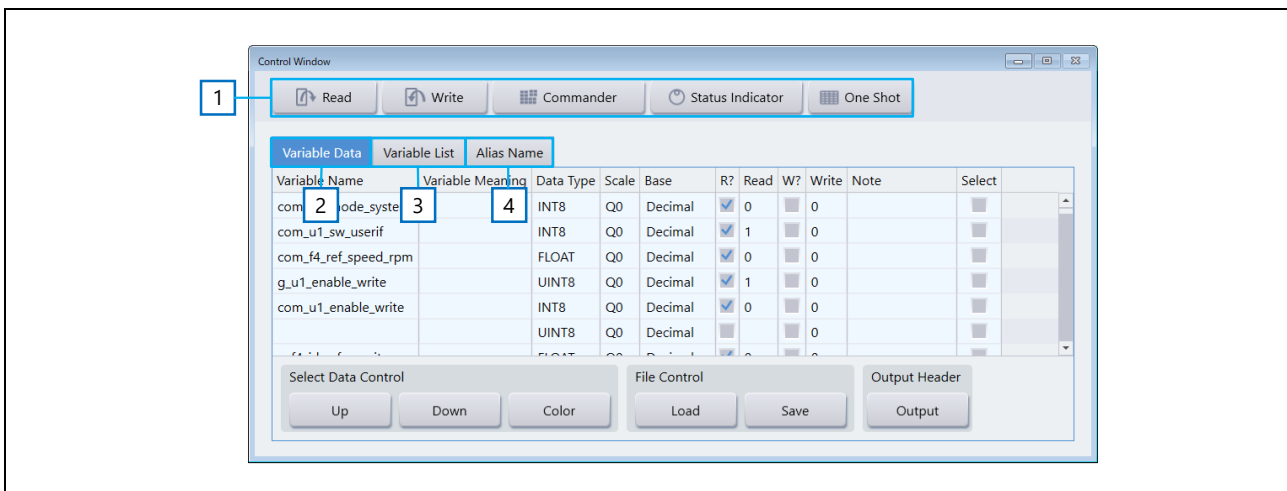 Control Window
1 Read Write Commander Status Indicator One Shot
Variable Data Variable List Alias Name
Variable Name Variable Meaning Data Type Scale Base R? Read W? Write Note Select
com 2 ode_syste 3 4 INT8 Q0 Decimal 0 0
com_u1_sw_userif INT8 Q0 Decimal 1 0
com_f4_ref_speed_rpm FLOAT Q0 Decimal 0 0
g_u1_enable_write UINT8 Q0 Decimal 1 0
com_u1_enable_write INT8 Q0 Decimal 0 0
UINT8 Q0 Decimal 0
Select Data Control File Control Output Header
Up Down Color Load Save Output